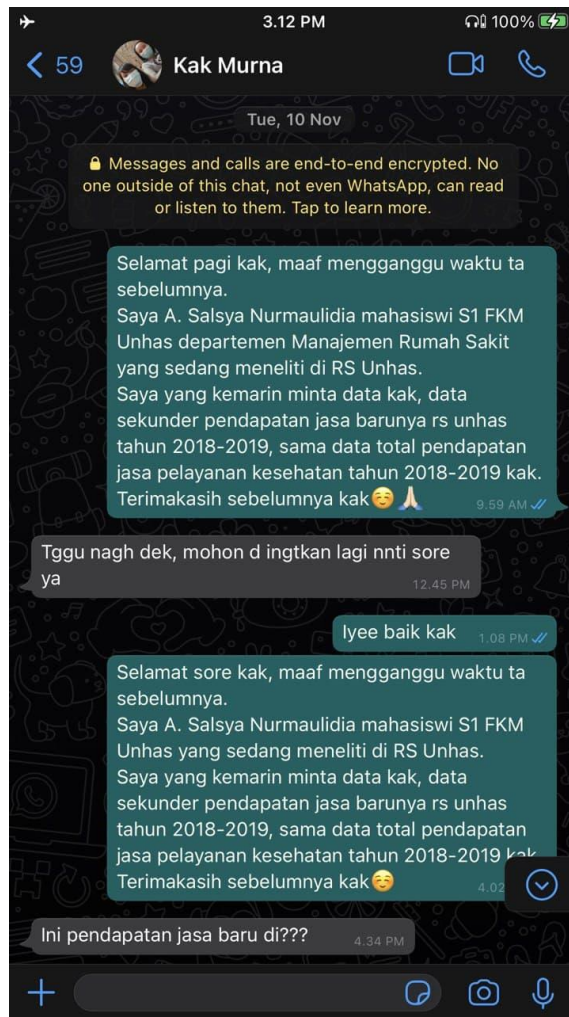 3.12 PM
100%
59
Kak Murna
Tue, 10 Nov
Messages and calls are end-to-end encrypted. No
one outside of this chat, not even WhatsApp, can read
or listen to them. Tap to learn more.
Selamat pagi kak, maaf mengganggu waktu ta
sebelumnya.
Saya A. Salsya Nurmaulidia mahasiswi S1 FKM
Unhas departemen Manajemen Rumah Sakit
yang sedang meneliti di RS Unhas.
Saya yang kemarin minta data kak, data
sekunder pendapatan jasa barunya rs unhas
tahun 2018-2019, sama data total pendapatan
jasa pelayanan kesehatan tahun 2018-2019 kak.
Terimakasih sebelumnya kak☺️🙏🏻
9.59 AM
Tggu nagh dek, mohon d ingtkan lagi nnti sore
ya
12.45 PM
Iyee baik kak
1.08 PM
Selamat sore kak, maaf mengganggu waktu ta
sebelumnya.
Saya A. Salsya Nurmaulidia mahasiswi S1 FKM
Unhas yang sedang meneliti di RS Unhas.
Saya yang kemarin minta data kak, data
sekunder pendapatan jasa barunya rs unhas
tahun 2018-2019, sama data total pendapatan
jasa pelayanan kesehatan tahun 2018-2019 kak
Terimakasih sebelumnya kak☺️
4.02
Ini pendapatan jasa baru di???
4.34 PM